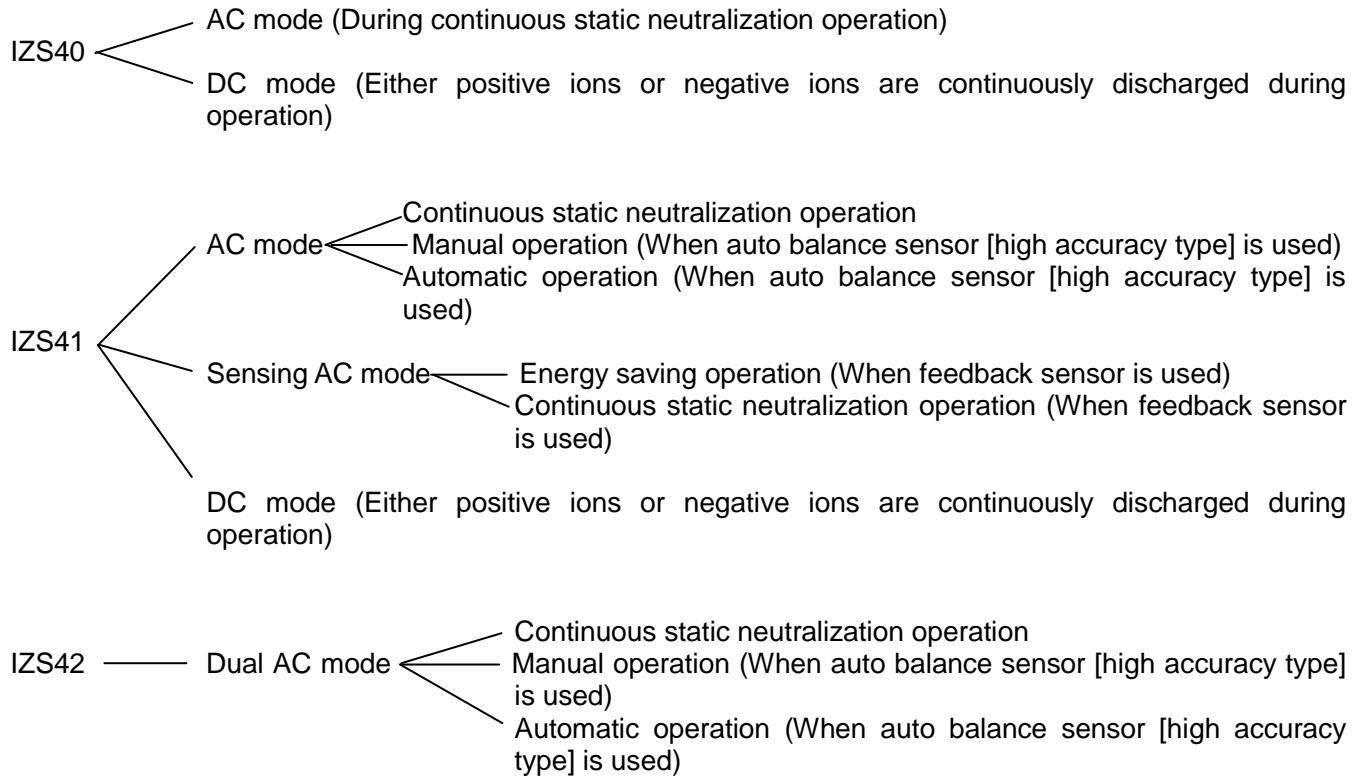 AC mode (During continuous static neutralization operation)
IZS40
DC mode (Either positive ions or negative ions are continuously discharged during
operation)
Continuous static neutralization operation
AC mode
Manual operation (When auto balance sensor [high accuracy type] is used)
Automatic operation (When auto balance sensor [high accuracy type] is
used)
IZS41
Sensing AC mode
Energy saving operation (When feedback sensor is used)
Continuous static neutralization operation (When feedback sensor
is used)
DC mode (Either positive ions or negative ions are continuously discharged during
operation)
Continuous static neutralization operation
IZS42
Dual AC mode
Manual operation (When auto balance sensor [high accuracy type]
is used)
Automatic operation (When auto balance sensor [high accuracy
type] is used)